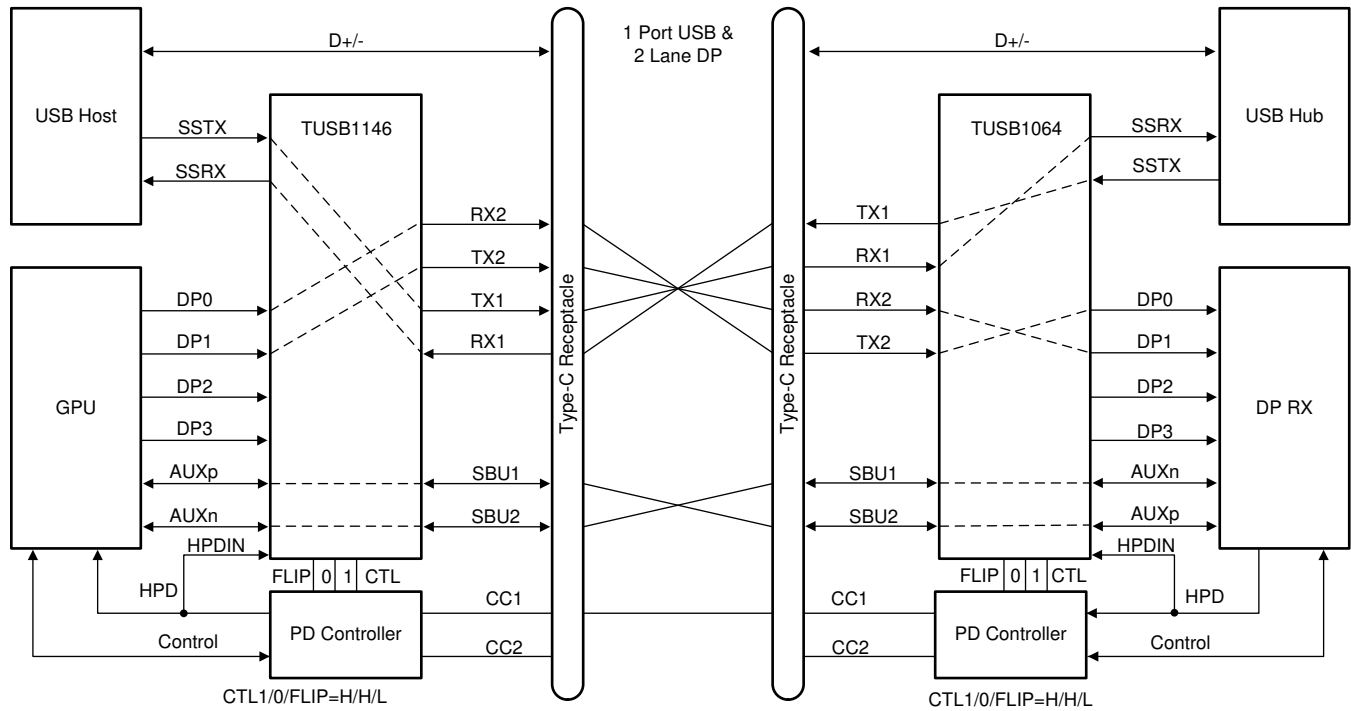 D+/-
1 Port USB &
2 Lane DP
D+/-
USB Host
TUSB1146
TUSB1064
USB Hub
SSTX
SSRX
SSRX
SSTX
RX2
TX2
TX1
RX1
Type-C Receptacle
Type-C Receptacle
TX1
RX1
RX2
TX2
GPU
DP0
DP1
DP2
DP3
AUXp
AUXn
SBU1
SBU2
SBU1
SBU2
DP0
DP1
DP2
DP3
AUXn
AUXp
DP RX
HPDIN
HPD
Control
FLIP 0 1 CTL
PD Controller
CC1
CC2
CTL1/0/FLIP=H/H/L
CC1
CC2
FLIP 0 1 CTL
PD Controller
HPDIN
HPD
Control
CTL1/0/FLIP=H/H/L